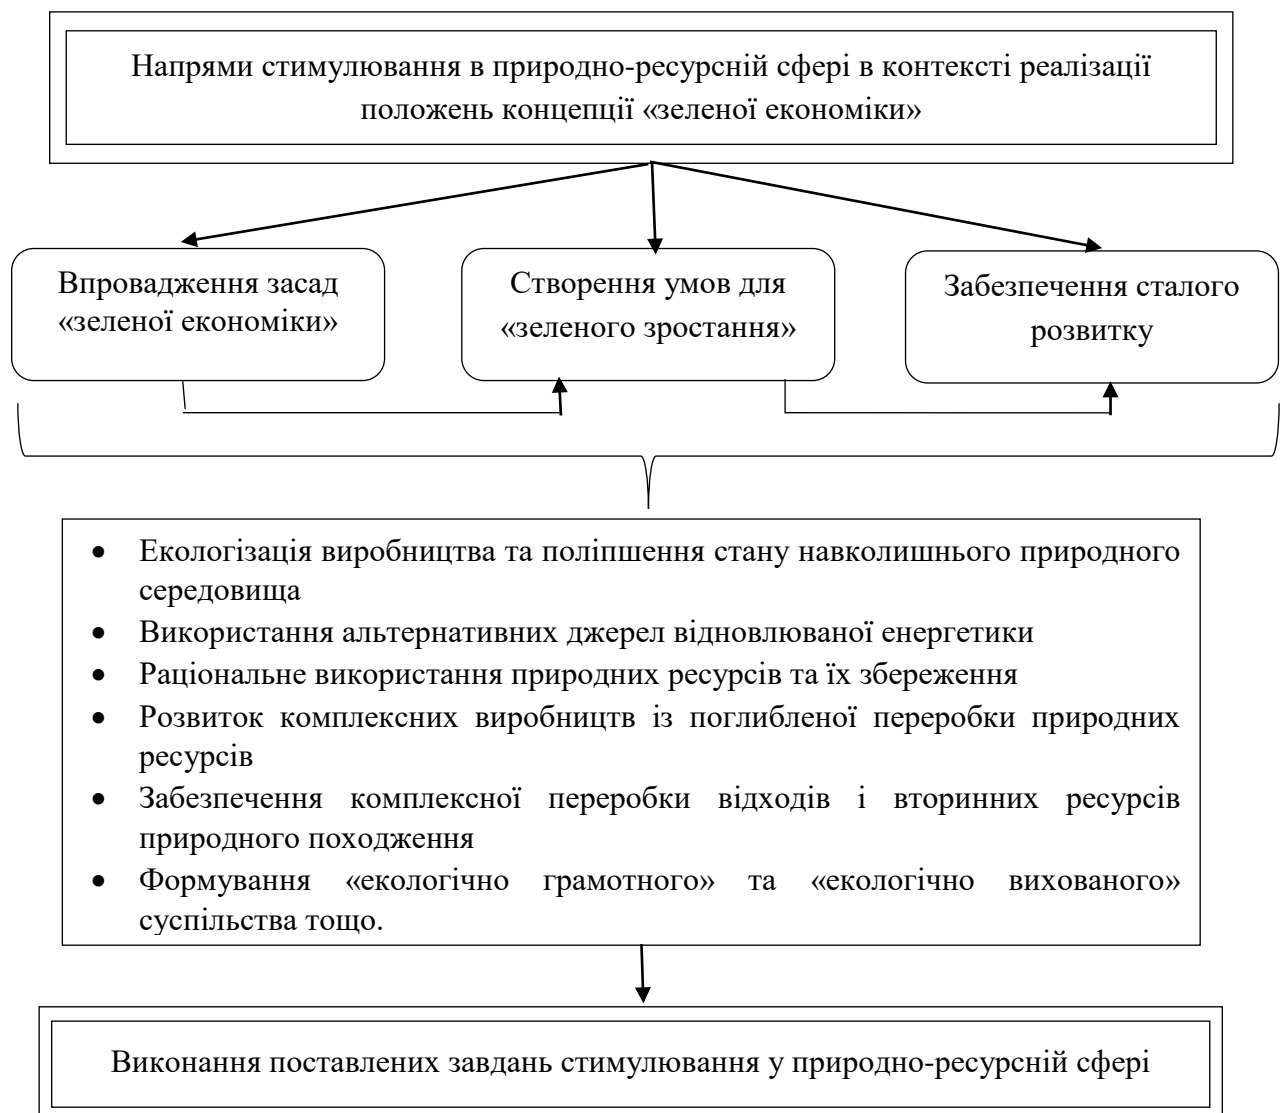 Напрями стимулювання в природно-ресурсній сфері в контексті реалізації
положень концепції «зеленої економіки»
Впровадження засад
«зеленої економіки»
Створення умов для
«зеленого зростання»
Забезпечення сталого
розвитку
• Екологізація виробництва та поліпшення стану навколишнього природного
середовища
• Використання альтернативних джерел відновлюваної енергетики
• Раціональне використання природних ресурсів та їх збереження
• Розвиток комплексних виробництв із поглибленої переробки природних
ресурсів
• Забезпечення комплексної переробки відходів і вторинних ресурсів
природного походження
• Формування «екологічно грамотного» та «екологічно вихованого»
суспільства тощо.
Виконання поставлених завдань стимулювання у природно-ресурсній сфері